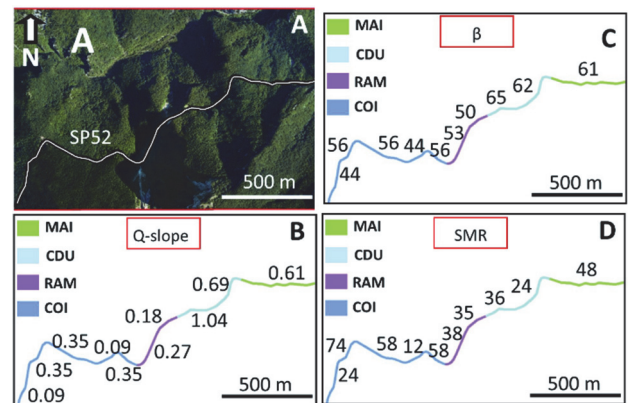 A
N
A
SP52
500 m
C
β
MAI
CDU
RAM
COI
61
62
65
50
53
56
44
56
44
56
500 m
B
Q-slope
MAI
CDU
RAM
COI
0.61
0.69
1.04
0.18
0.27
0.35
0.09
0.35
0.35
0.09
500 m
D
SMR
MAI
CDU
RAM
COI
48
24
36
35
38
74
58
12
58
24
500 m